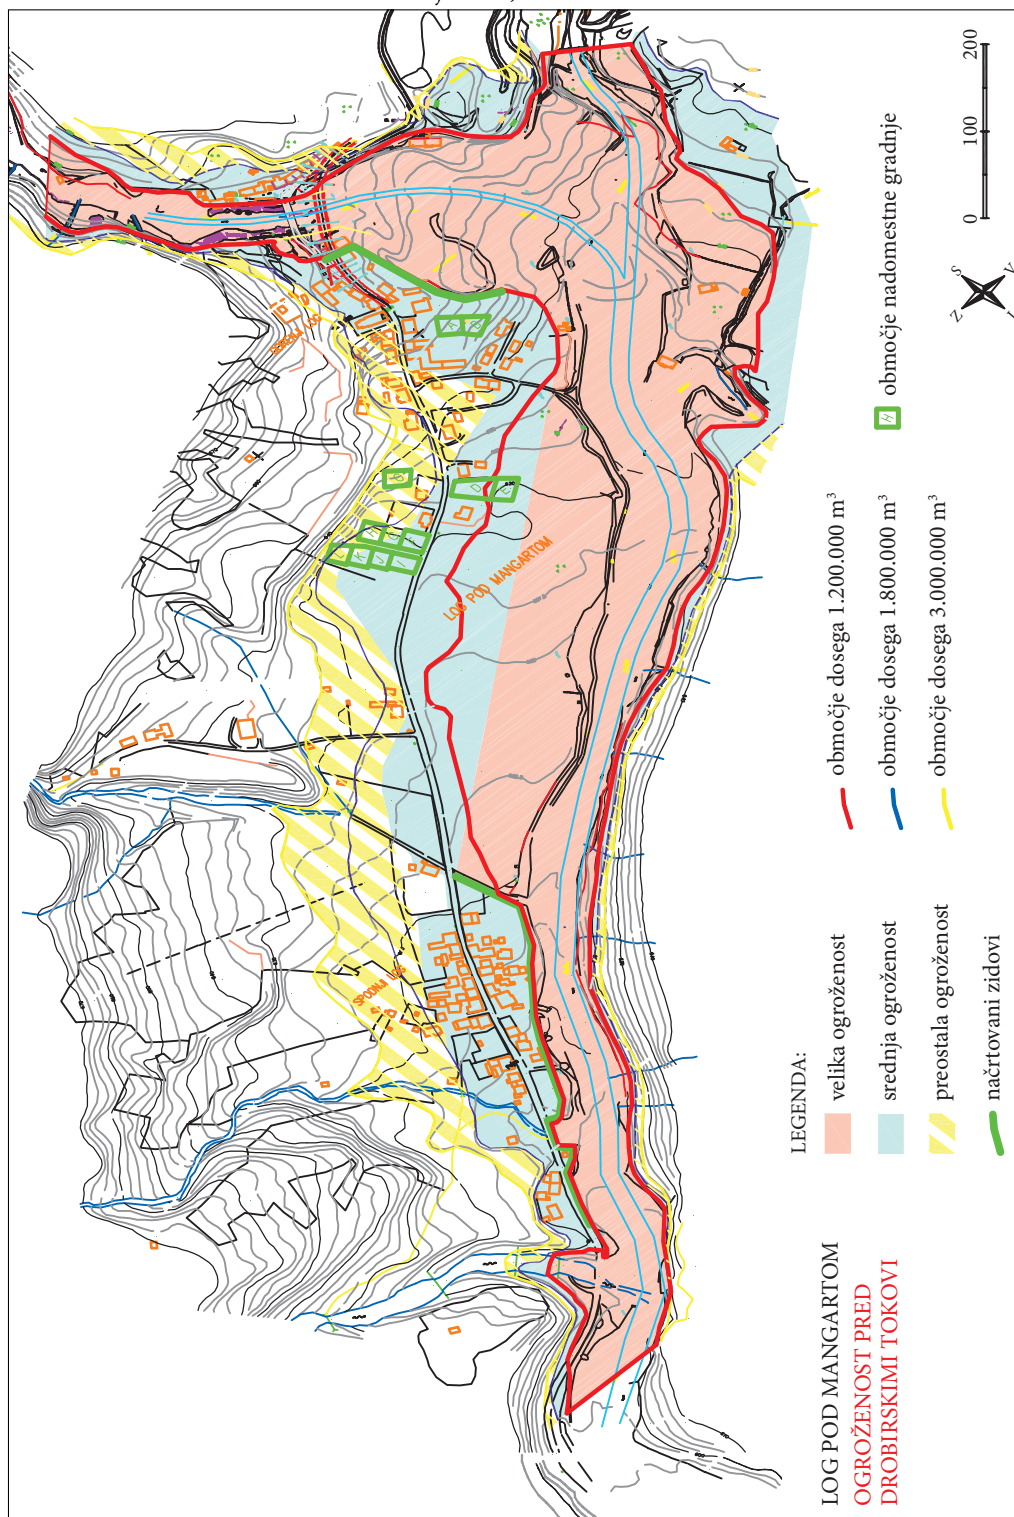 LOG POD MANGARTOM
OGROŽENOST PRED
DROBIRSKIMI TOKOVI
LEGENDA:
velika ogroženost
srednja ogroženost
preostala ogroženost
načrtovani zidovi
območje dosega 1.200.000 m³
območje dosega 1.800.000 m³
območje dosega 3.000.000 m³
območje nadomestne gradnje
H
0 100 200
S
V
J
Z
SPODNJI LOG
LOG POD MANGARTOM